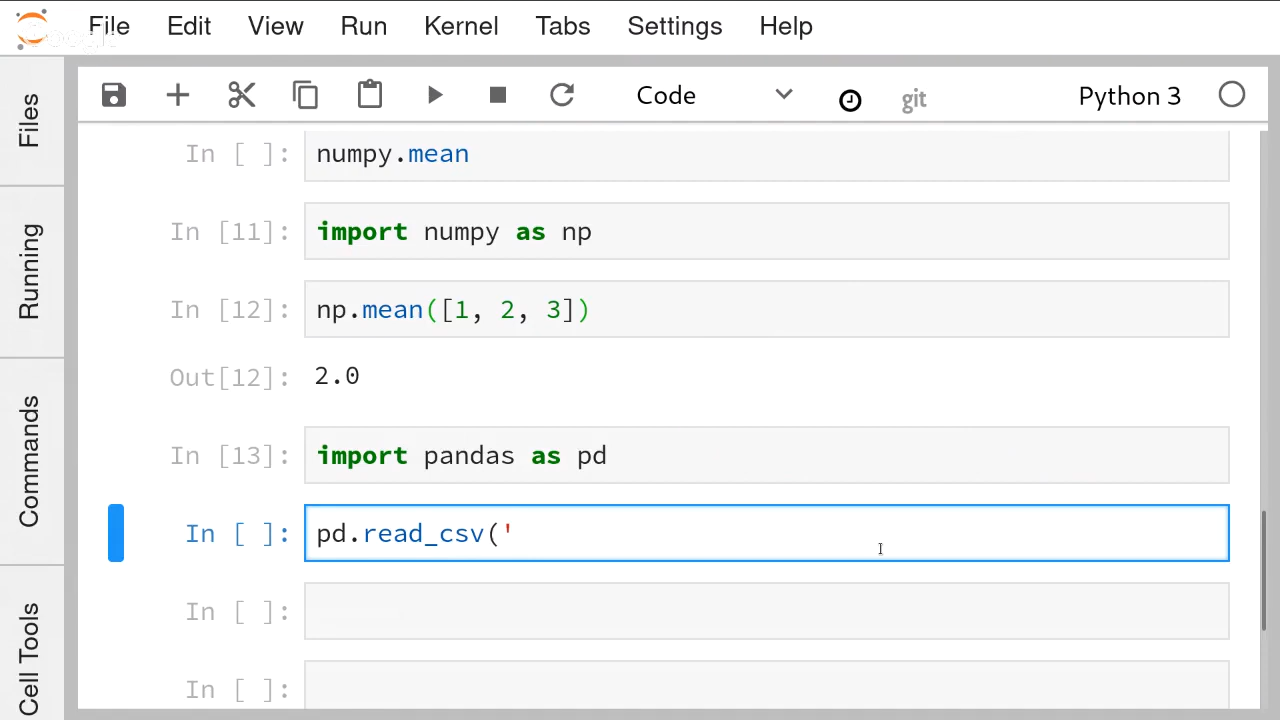 File Edit View Run Kernel Tabs Settings Help
Code git Python 3
Files
Running
Commands
Cell Tools
In [ ]: numpy.mean
In [11]: import numpy as np
In [12]: np.mean([1, 2, 3])
Out[12]: 2.0
In [13]: import pandas as pd
In [ ]: pd.read_csv('
In [ ]:
In [ ]: